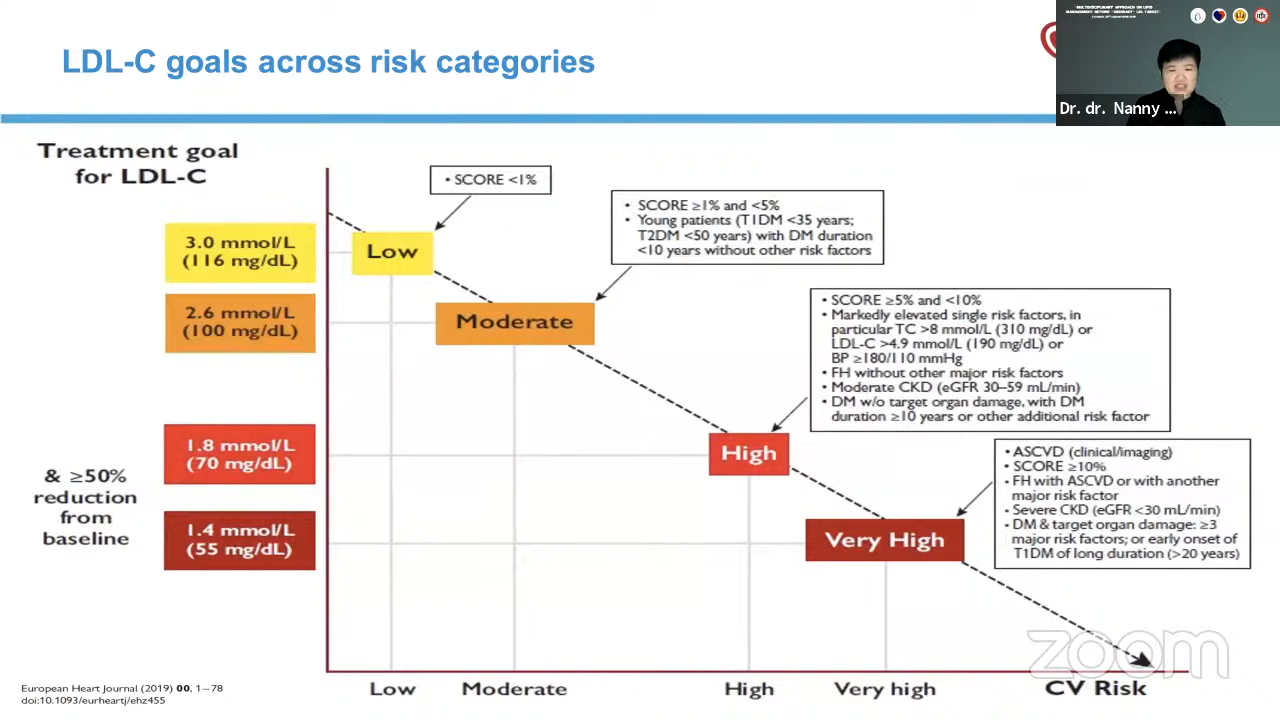 LDL-C goals across risk categories
"MULTIDISCIPLINARY APPROACH ON LIPID
MANAGEMENT: BEYOND "ORDINARY" LDL TARGET"
Dr. dr. Nanny ...
Treatment goal
for LDL-C
3.0 mmol/L
(116 mg/dL)
2.6 mmol/L
(100 mg/dL)
1.8 mmol/L
(70 mg/dL)
1.4 mmol/L
(55 mg/dL)
& ≥50%
reduction
from
baseline
Low
• SCORE <1%
Moderate
• SCORE ≥1% and <5%
• Young patients (T1DM <35 years;
T2DM <50 years) with DM duration
<10 years without other risk factors
High
• SCORE ≥5% and <10%
• Markedly elevated single risk factors, in
particular TC >8 mmol/L (310 mg/dL) or
LDL-C >4.9 mmol/L (190 mg/dL) or
BP ≥180/110 mmHg
• FH without other major risk factors
• Moderate CKD (eGFR 30–59 mL/min)
• DM w/o target organ damage, with DM
duration ≥10 years or other additional risk factor
Very High
• ASCVD (clinical/imaging)
• SCORE ≥10%
• FH with ASCVD or with another
major risk factor
• Severe CKD (eGFR <30 mL/min)
• DM & target organ damage: ≥3
major risk factors; or early onset of
T1DM of long duration (>20 years)
zoom
Low
Moderate
High
Very high
CV Risk
European Heart Journal (2019) 00, 1–78
doi:10.1093/eurheartj/ehz455